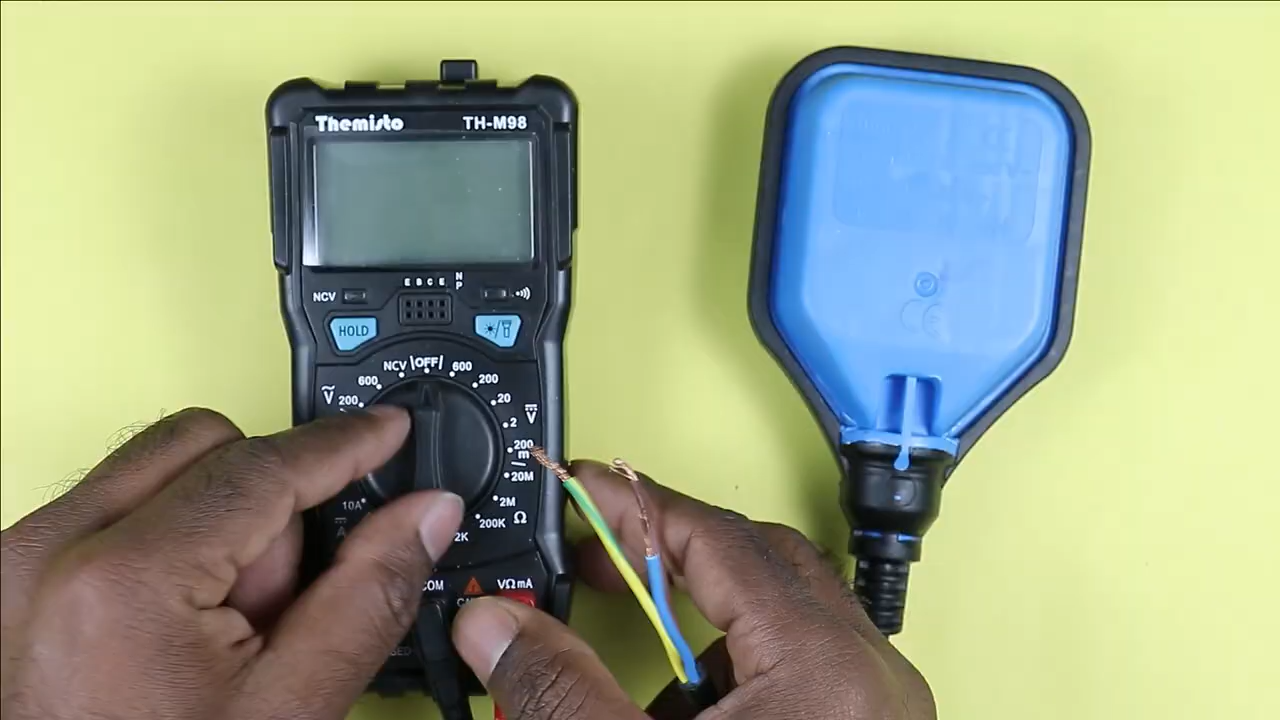 Themisto TH-M98
E B C E N
P
NCV
HOLD
NCV OFF 600
600 200
V 200 20
V
2
200
m
20M
2M
10A 200K Ω
A 2K
COM VΩmA